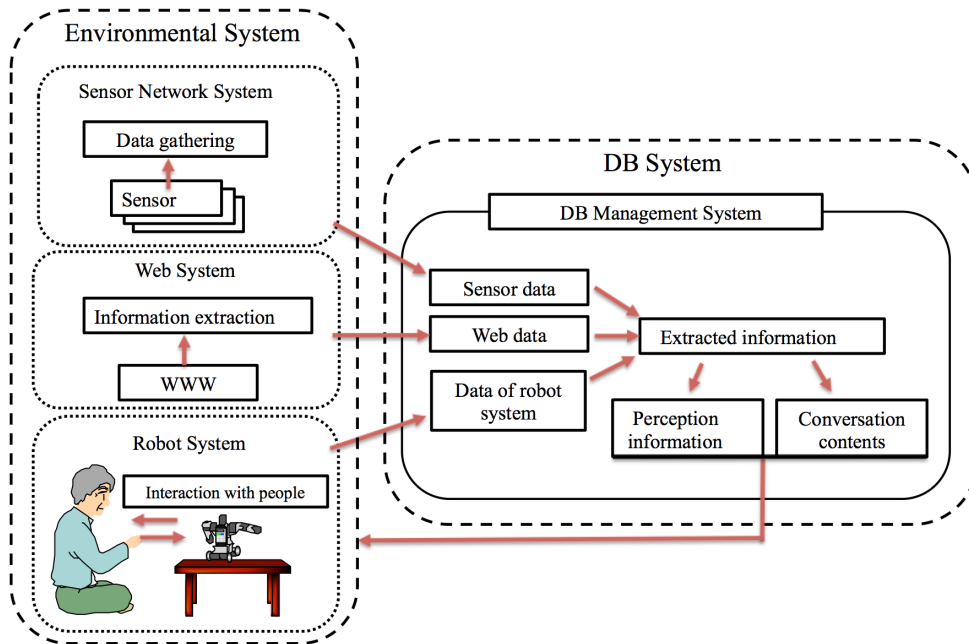 Environmental System
Sensor Network System
Data gathering
Sensor
Web System
Information extraction
WWW
Robot System
Interaction with people
DB System
DB Management System
Sensor data
Web data
Data of robot
system
Extracted information
Perception
information
Conversation
contents